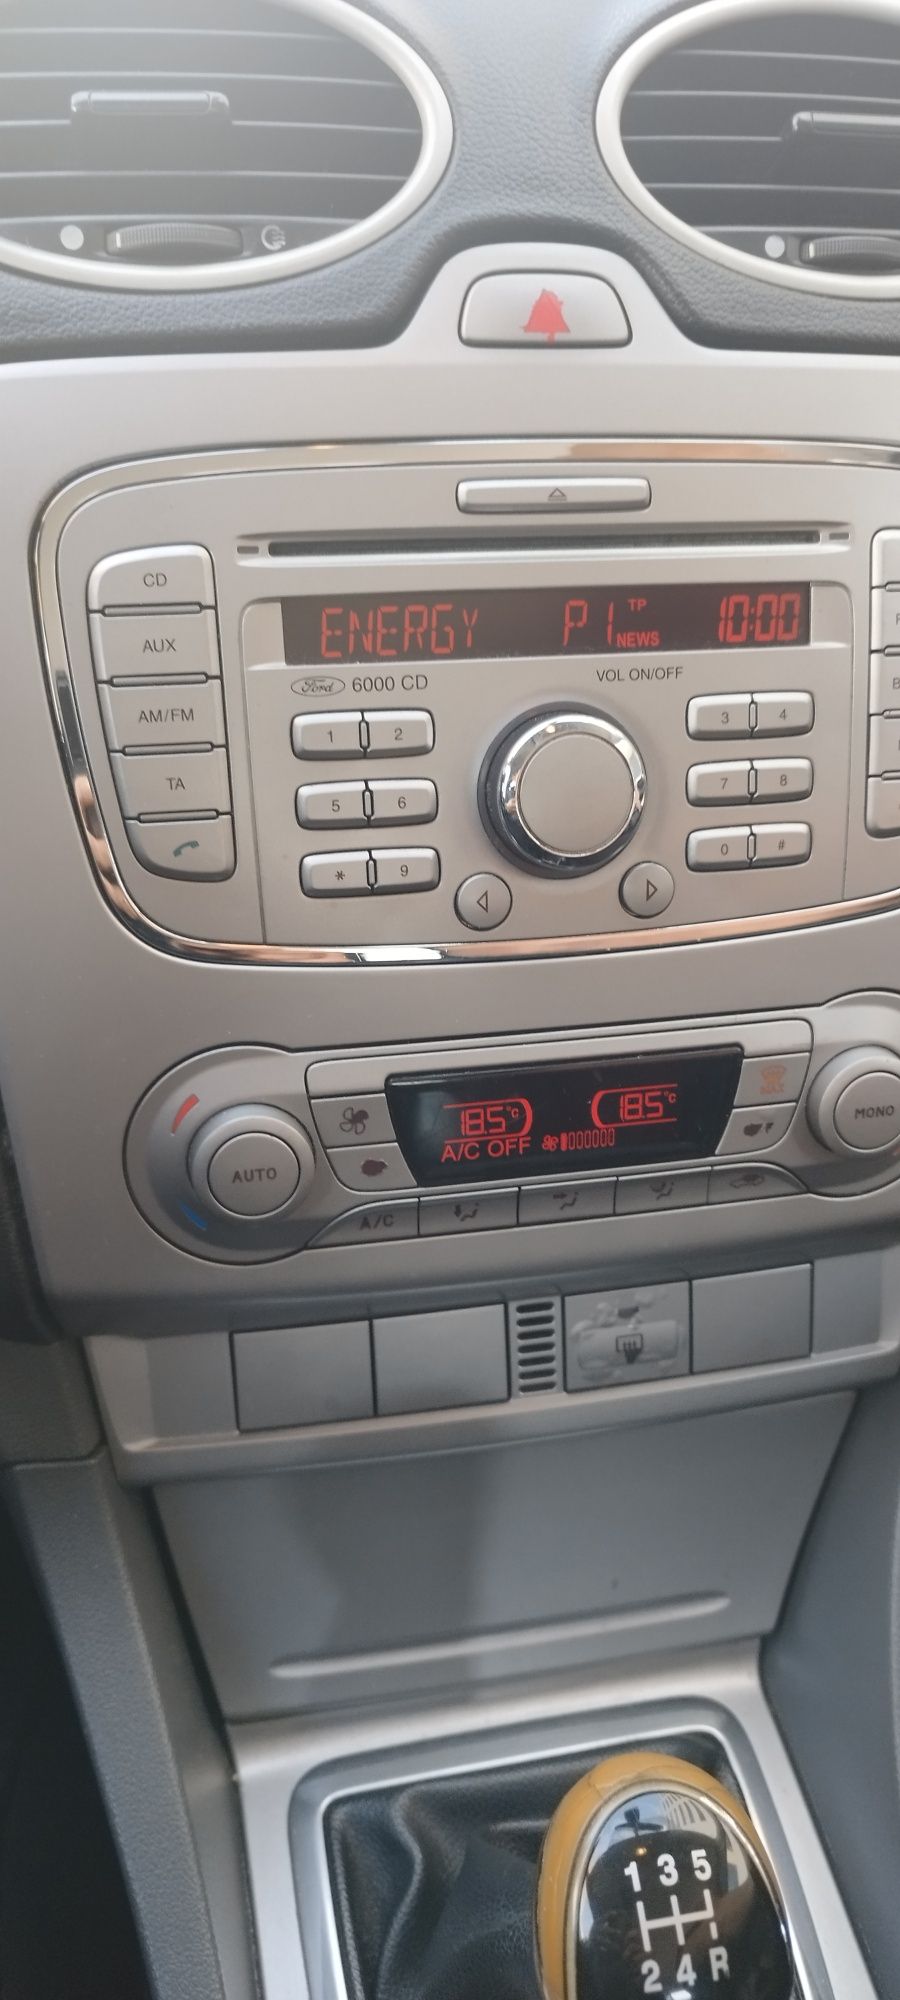 CD
AUX
AM/FM
TA
ENERGY P1 TP NEWS 10:00
Ford 6000 CD
VOL ON/OFF
1 2
3 4
5 6
7 8
* 9
0 #
AUTO
18.5°C 18.5°C
A/C OFF
MAX
MONO
A/C
1 3 5
2 4 R